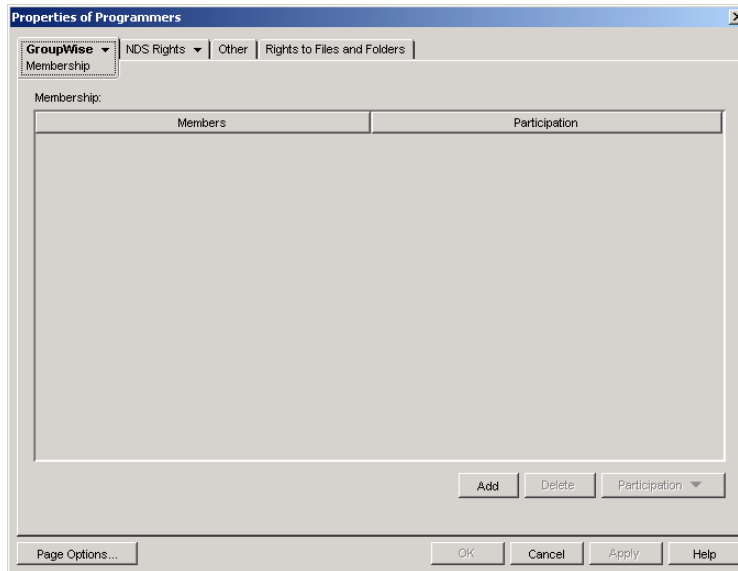 Properties of Programmers
GroupWise NDS Rights Other Rights to Files and Folders
Membership
Membership:
Members Participation
Add Delete Participation
Page Options... OK Cancel Apply Help